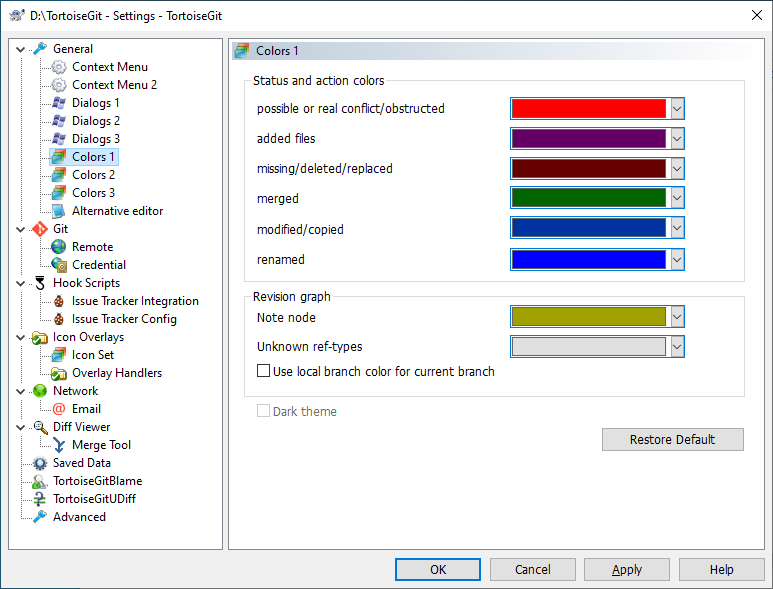 D:\TortoiseGit - Settings - TortoiseGit
General
Context Menu
Context Menu 2
Dialogs 1
Dialogs 2
Dialogs 3
Colors 1
Colors 2
Colors 3
Alternative editor
Git
Remote
Credential
Hook Scripts
Issue Tracker Integration
Issue Tracker Config
Icon Overlays
Icon Set
Overlay Handlers
Network
@ Email
Diff Viewer
Merge Tool
Saved Data
TortoiseGitBlame
TortoiseGitUDiff
Advanced
Colors 1
Status and action colors
possible or real conflict/obstructed
added files
missing/deleted/replaced
merged
modified/copied
renamed
Revision graph
Note node
Unknown ref-types
Use local branch color for current branch
Dark theme
Restore Default
OK
Cancel
Apply
Help